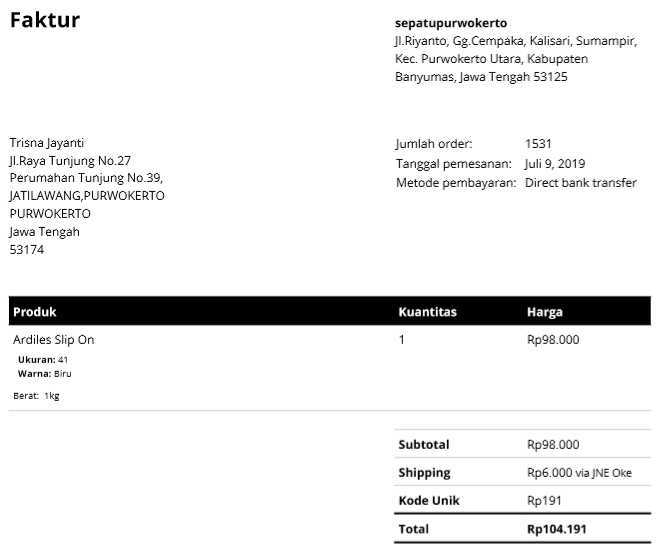 Faktur
sepatupurwokerto
Jl.Riyanto, Gg.Cempaka, Kalisari, Sumampir,
Kec. Purwokerto Utara, Kabupaten
Banyumas, Jawa Tengah 53125
Trisna Jayanti
Jl.Raya Tunjung No.27
Perumahan Tunjung No.39,
JATILAWANG,PURWOKERTO
PURWOKERTO
Jawa Tengah
53174
Jumlah order: 1531
Tanggal pemesanan: Juli 9, 2019
Metode pembayaran: Direct bank transfer
Produk Kuantitas Harga
Ardiles Slip On 1 Rp98.000
Ukuran: 41
Warna: Biru
Berat: 1kg
Subtotal Rp98.000
Shipping Rp6.000 via JNE Oke
Kode Unik Rp191
Total Rp104.191